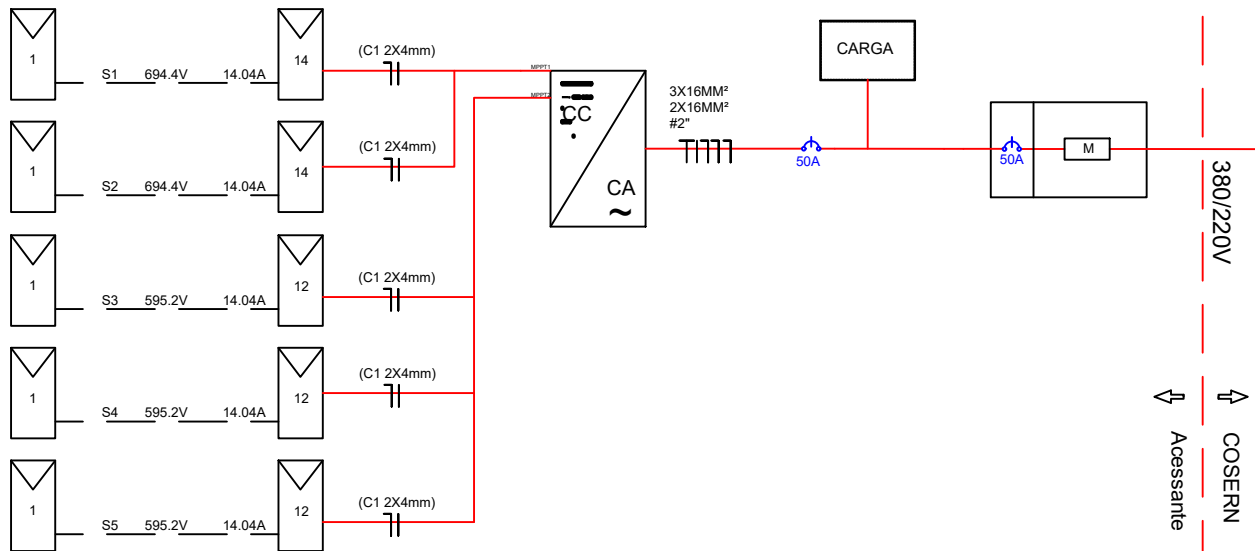 1
S1 694.4V 14.04A
14
(C1 2X4mm)
1
S2 694.4V 14.04A
14
(C1 2X4mm)
1
S3 595.2V 14.04A
12
(C1 2X4mm)
1
S4 595.2V 14.04A
12
(C1 2X4mm)
1
S5 595.2V 14.04A
12
(C1 2X4mm)
MPPT1
MPPT2
CC
CA
~
3X16MM²
2X16MM²
#2"
50A
CARGA
50A
M
380/220V
COSERN
Acessante